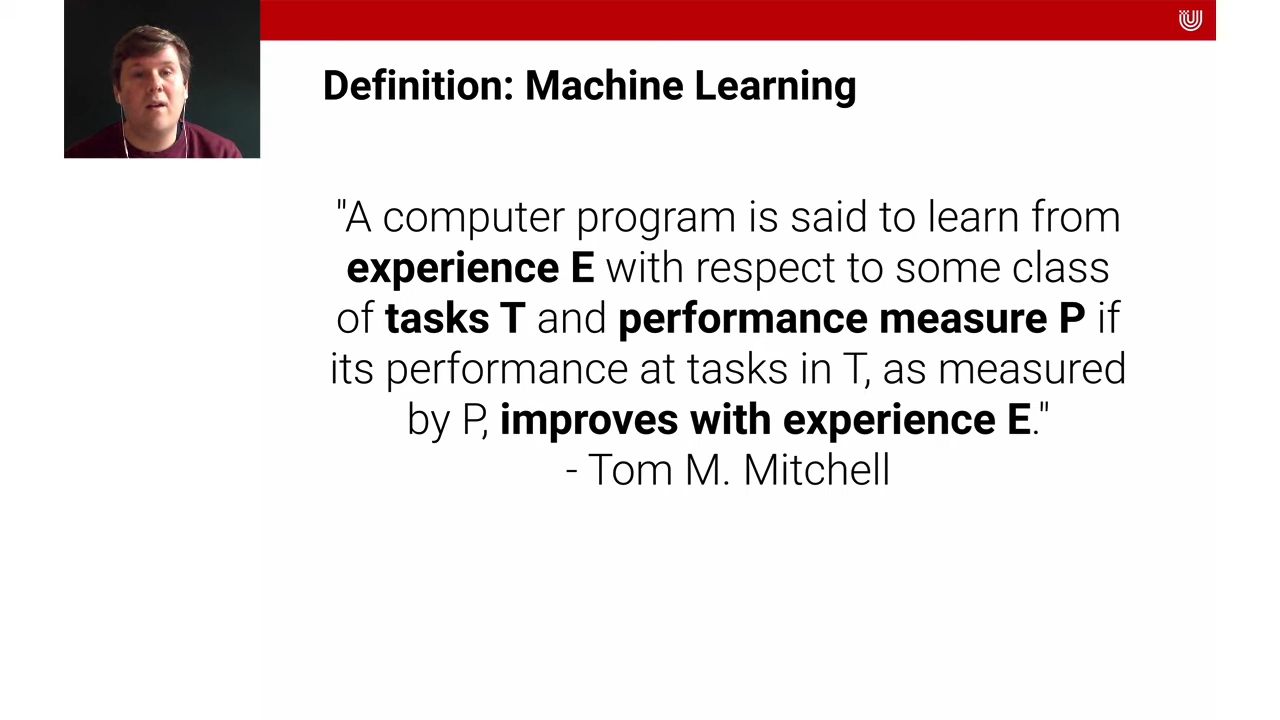 Definition: Machine Learning
"A computer program is said to learn from
experience E with respect to some class
of tasks T and performance measure P if
its performance at tasks in T, as measured
by P, improves with experience E."
- Tom M. Mitchell